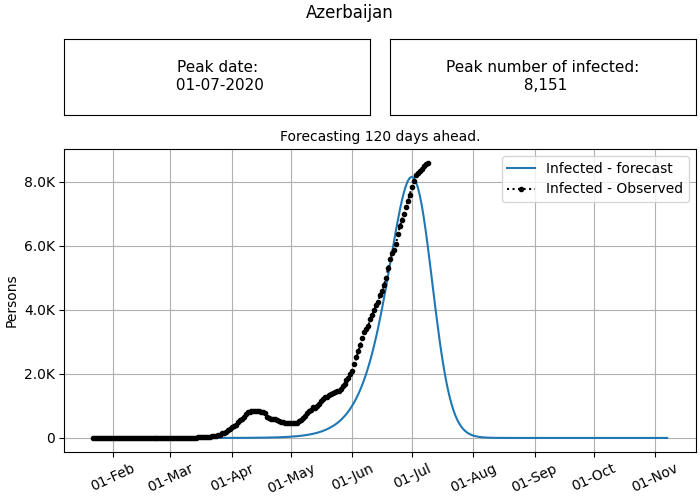 Azerbaijan
Peak date:
01-07-2020
Peak number of infected:
8,151
Forecasting 120 days ahead.
Infected - forecast
Infected - Observed
8.0K
6.0K
4.0K
2.0K
0
Persons
01-Feb
01-Mar
01-Apr
01-May
01-Jun
01-Jul
01-Aug
01-Sep
01-Oct
01-Nov